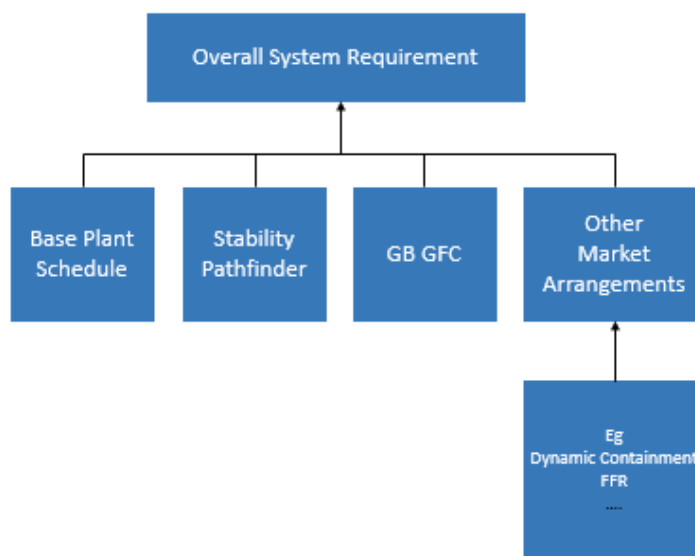 Overall System Requirement
Base Plant
Schedule
Stability
Pathfinder
GB GFC
Other
Market
Arrangements
Eg
Dynamic Containment
FFR
.....